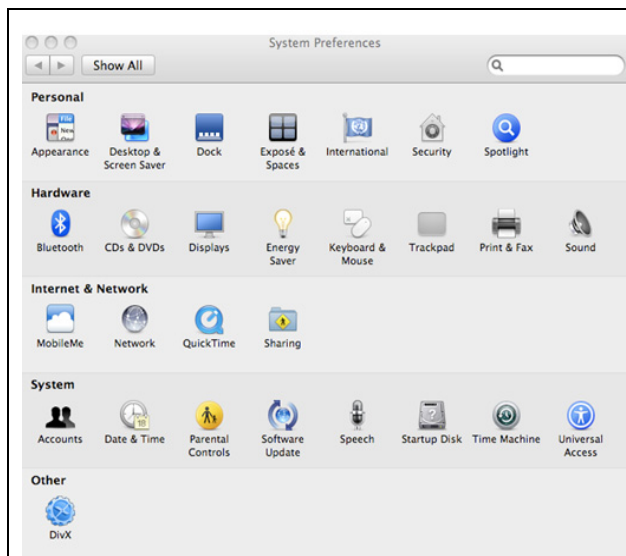 System Preferences
Show All
Personal
Appearance
Desktop &
Screen Saver
Dock
Exposé &
Spaces
International
Security
Spotlight
Hardware
Bluetooth
CDs & DVDs
Displays
Energy
Saver
Keyboard &
Mouse
Trackpad
Print & Fax
Sound
Internet & Network
MobileMe
Network
QuickTime
Sharing
System
Accounts
Date & Time
Parental
Controls
Software
Update
Speech
Startup Disk
Time Machine
Universal
Access
Other
DivX